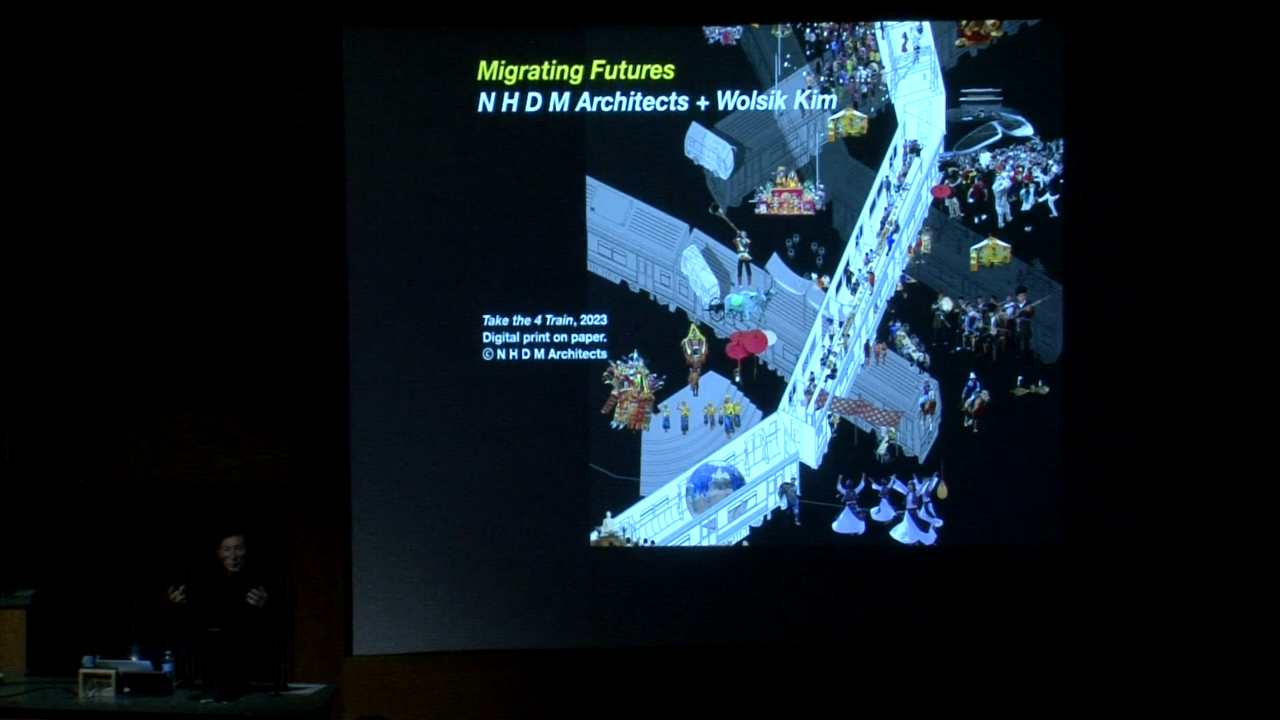 Migrating Futures
N H D M Architects + Wolsik Kim
Take the 4 Train, 2023
Digital print on paper.
© N H D M Architects